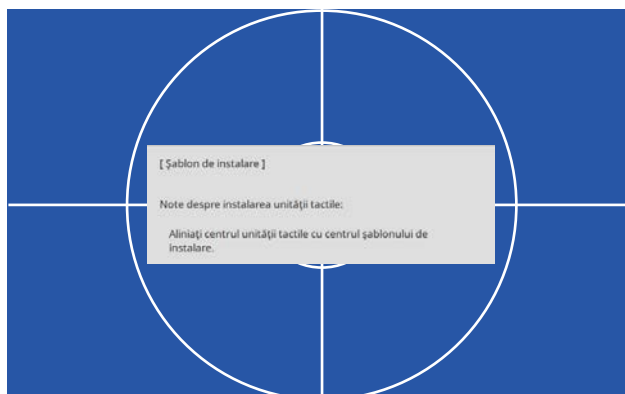 [ Şablon de instalare ]
Note despre instalarea unităţii tactile:
Aliniaţi centrul unităţii tactile cu centrul şablonului de
instalare.